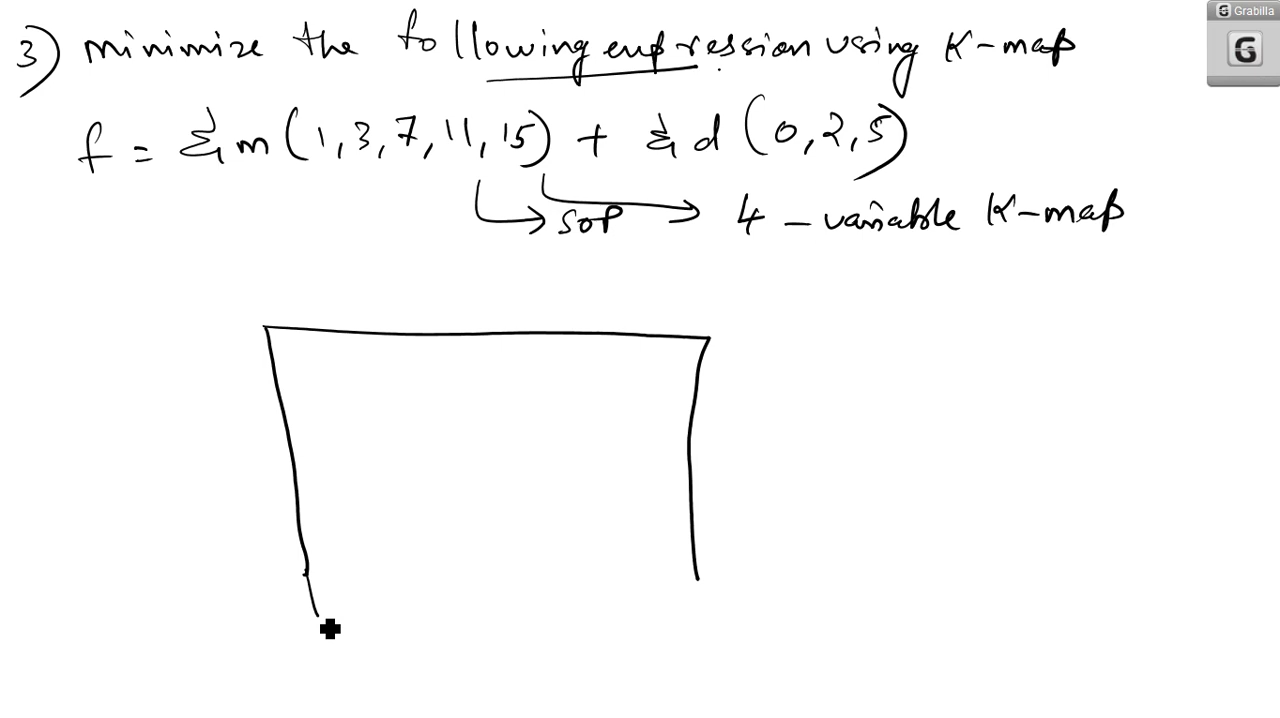 Grabilla
3) minimize the following expression using K-map
f = Σm(1,3,7,11,15) + Σd(0,2,5)
SOP 4-variable K-map